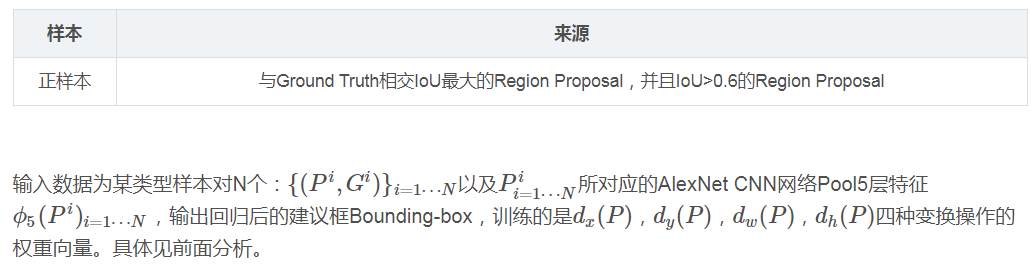 样本 来源
正样本 与Ground Truth相交IoU最大的Region Proposal，并且IoU>0.6的Region Proposal
输入数据为某类型样本对N个：{(P^i, G^i)}_{i=1⋯N}以及P^i_{i=1⋯N}所对应的AlexNet CNN网络Pool5层特征
ϕ_5(P^i)_{i=1⋯N}，输出回归后的建议框Bounding-box，训练的是d_x(P)，d_y(P)，d_w(P)，d_h(P)四种变换操作的
权重向量。具体见前面分析。